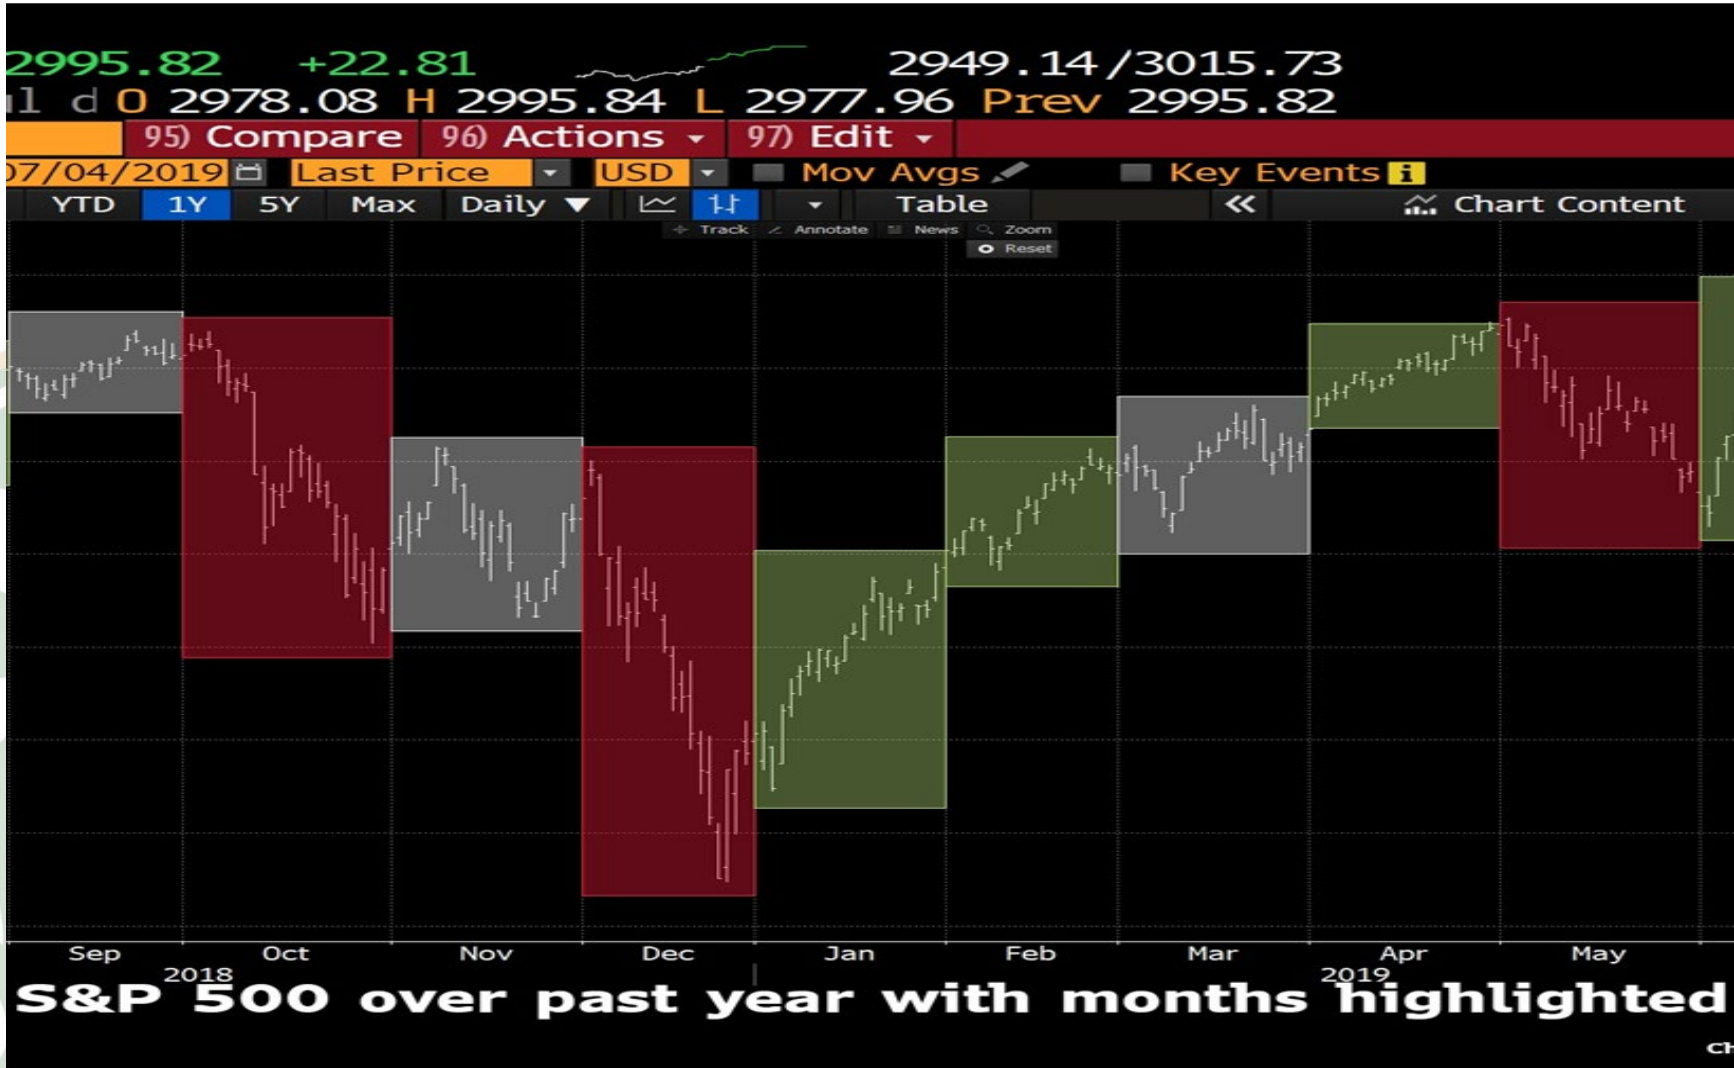 2995.82 +22.81 2949.14/3015.73
d O 2978.08 H 2995.84 L 2977.96 Prev 2995.82
95) Compare 96) Actions 97) Edit
07/04/2019 Last Price USD Mov Avgs Key Events i
YTD 1Y 5Y Max Daily Table « Chart Content
Track Annotate News Zoom
Reset
Sep Oct Nov Dec Jan Feb Mar Apr May
2018 2019
S&P 500 over past year with months highlighted